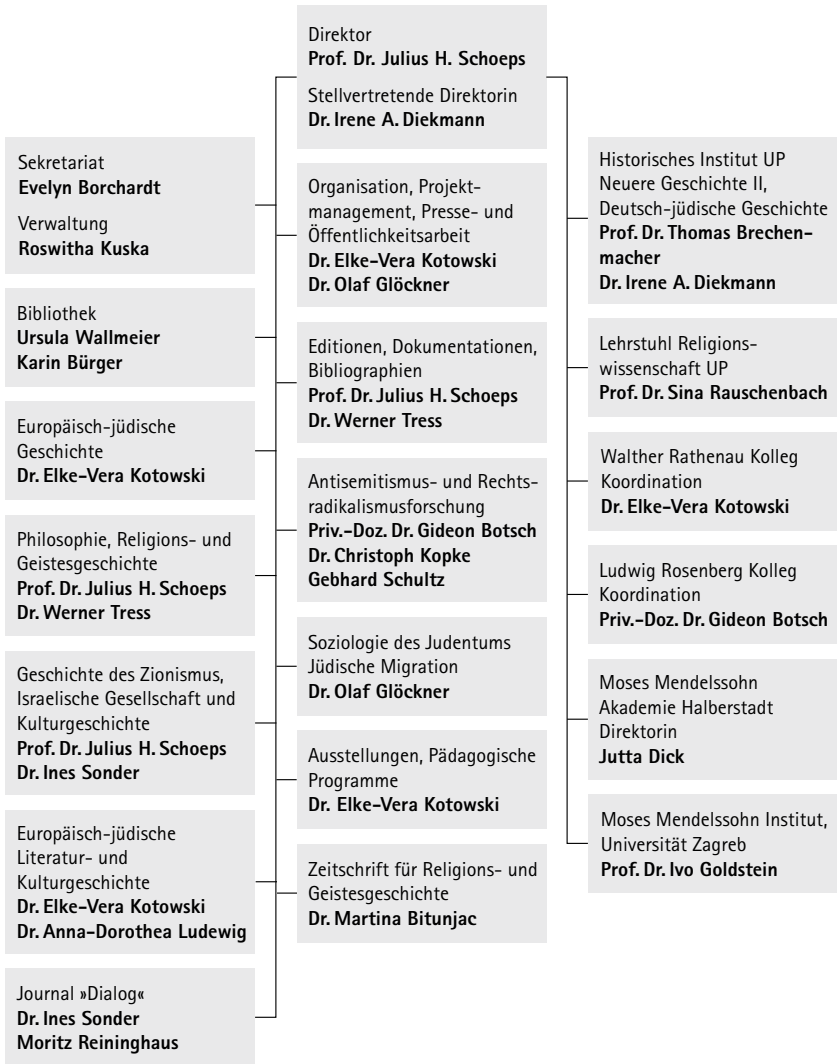 Direktor
Prof. Dr. Julius H. Schoeps
Stellvertretende Direktorin
Dr. Irene A. Diekmann
Sekretariat
Evelyn Borchardt
Verwaltung
Roswitha Kuska
Bibliothek
Ursula Wallmeier
Karin Bürger
Europäisch-jüdische
Geschichte
Dr. Elke-Vera Kotowski
Philosophie, Religions- und
Geistesgeschichte
Prof. Dr. Julius H. Schoeps
Dr. Werner Tress
Geschichte des Zionismus,
Israelische Gesellschaft und
Kulturgeschichte
Prof. Dr. Julius H. Schoeps
Dr. Ines Sonder
Europäisch-jüdische
Literatur- und
Kulturgeschichte
Dr. Elke-Vera Kotowski
Dr. Anna-Dorothea Ludewig
Journal »Dialog«
Dr. Ines Sonder
Moritz Reininghaus
Organisation, Projekt-
management, Presse- und
Öffentlichkeitsarbeit
Dr. Elke-Vera Kotowski
Dr. Olaf Glöckner
Editionen, Dokumentationen,
Bibliographien
Prof. Dr. Julius H. Schoeps
Dr. Werner Tress
Antisemitismus- und Rechts-
radikalismusforschung
Priv.-Doz. Dr. Gideon Botsch
Dr. Christoph Kopke
Gebhard Schultz
Soziologie des Judentums
Jüdische Migration
Dr. Olaf Glöckner
Ausstellungen, Pädagogische
Programme
Dr. Elke-Vera Kotowski
Zeitschrift für Religions- und
Geistesgeschichte
Dr. Martina Bitunjac
Historisches Institut UP
Neuere Geschichte II,
Deutsch-jüdische Geschichte
Prof. Dr. Thomas Brechen-
macher
Dr. Irene A. Diekmann
Lehrstuhl Religions-
wissenschaft UP
Prof. Dr. Sina Rauschenbach
Walther Rathenau Kolleg
Koordination
Dr. Elke-Vera Kotowski
Ludwig Rosenberg Kolleg
Koordination
Priv.-Doz. Dr. Gideon Botsch
Moses Mendelssohn
Akademie Halberstadt
Direktorin
Jutta Dick
Moses Mendelssohn Institut,
Universität Zagreb
Prof. Dr. Ivo Goldstein